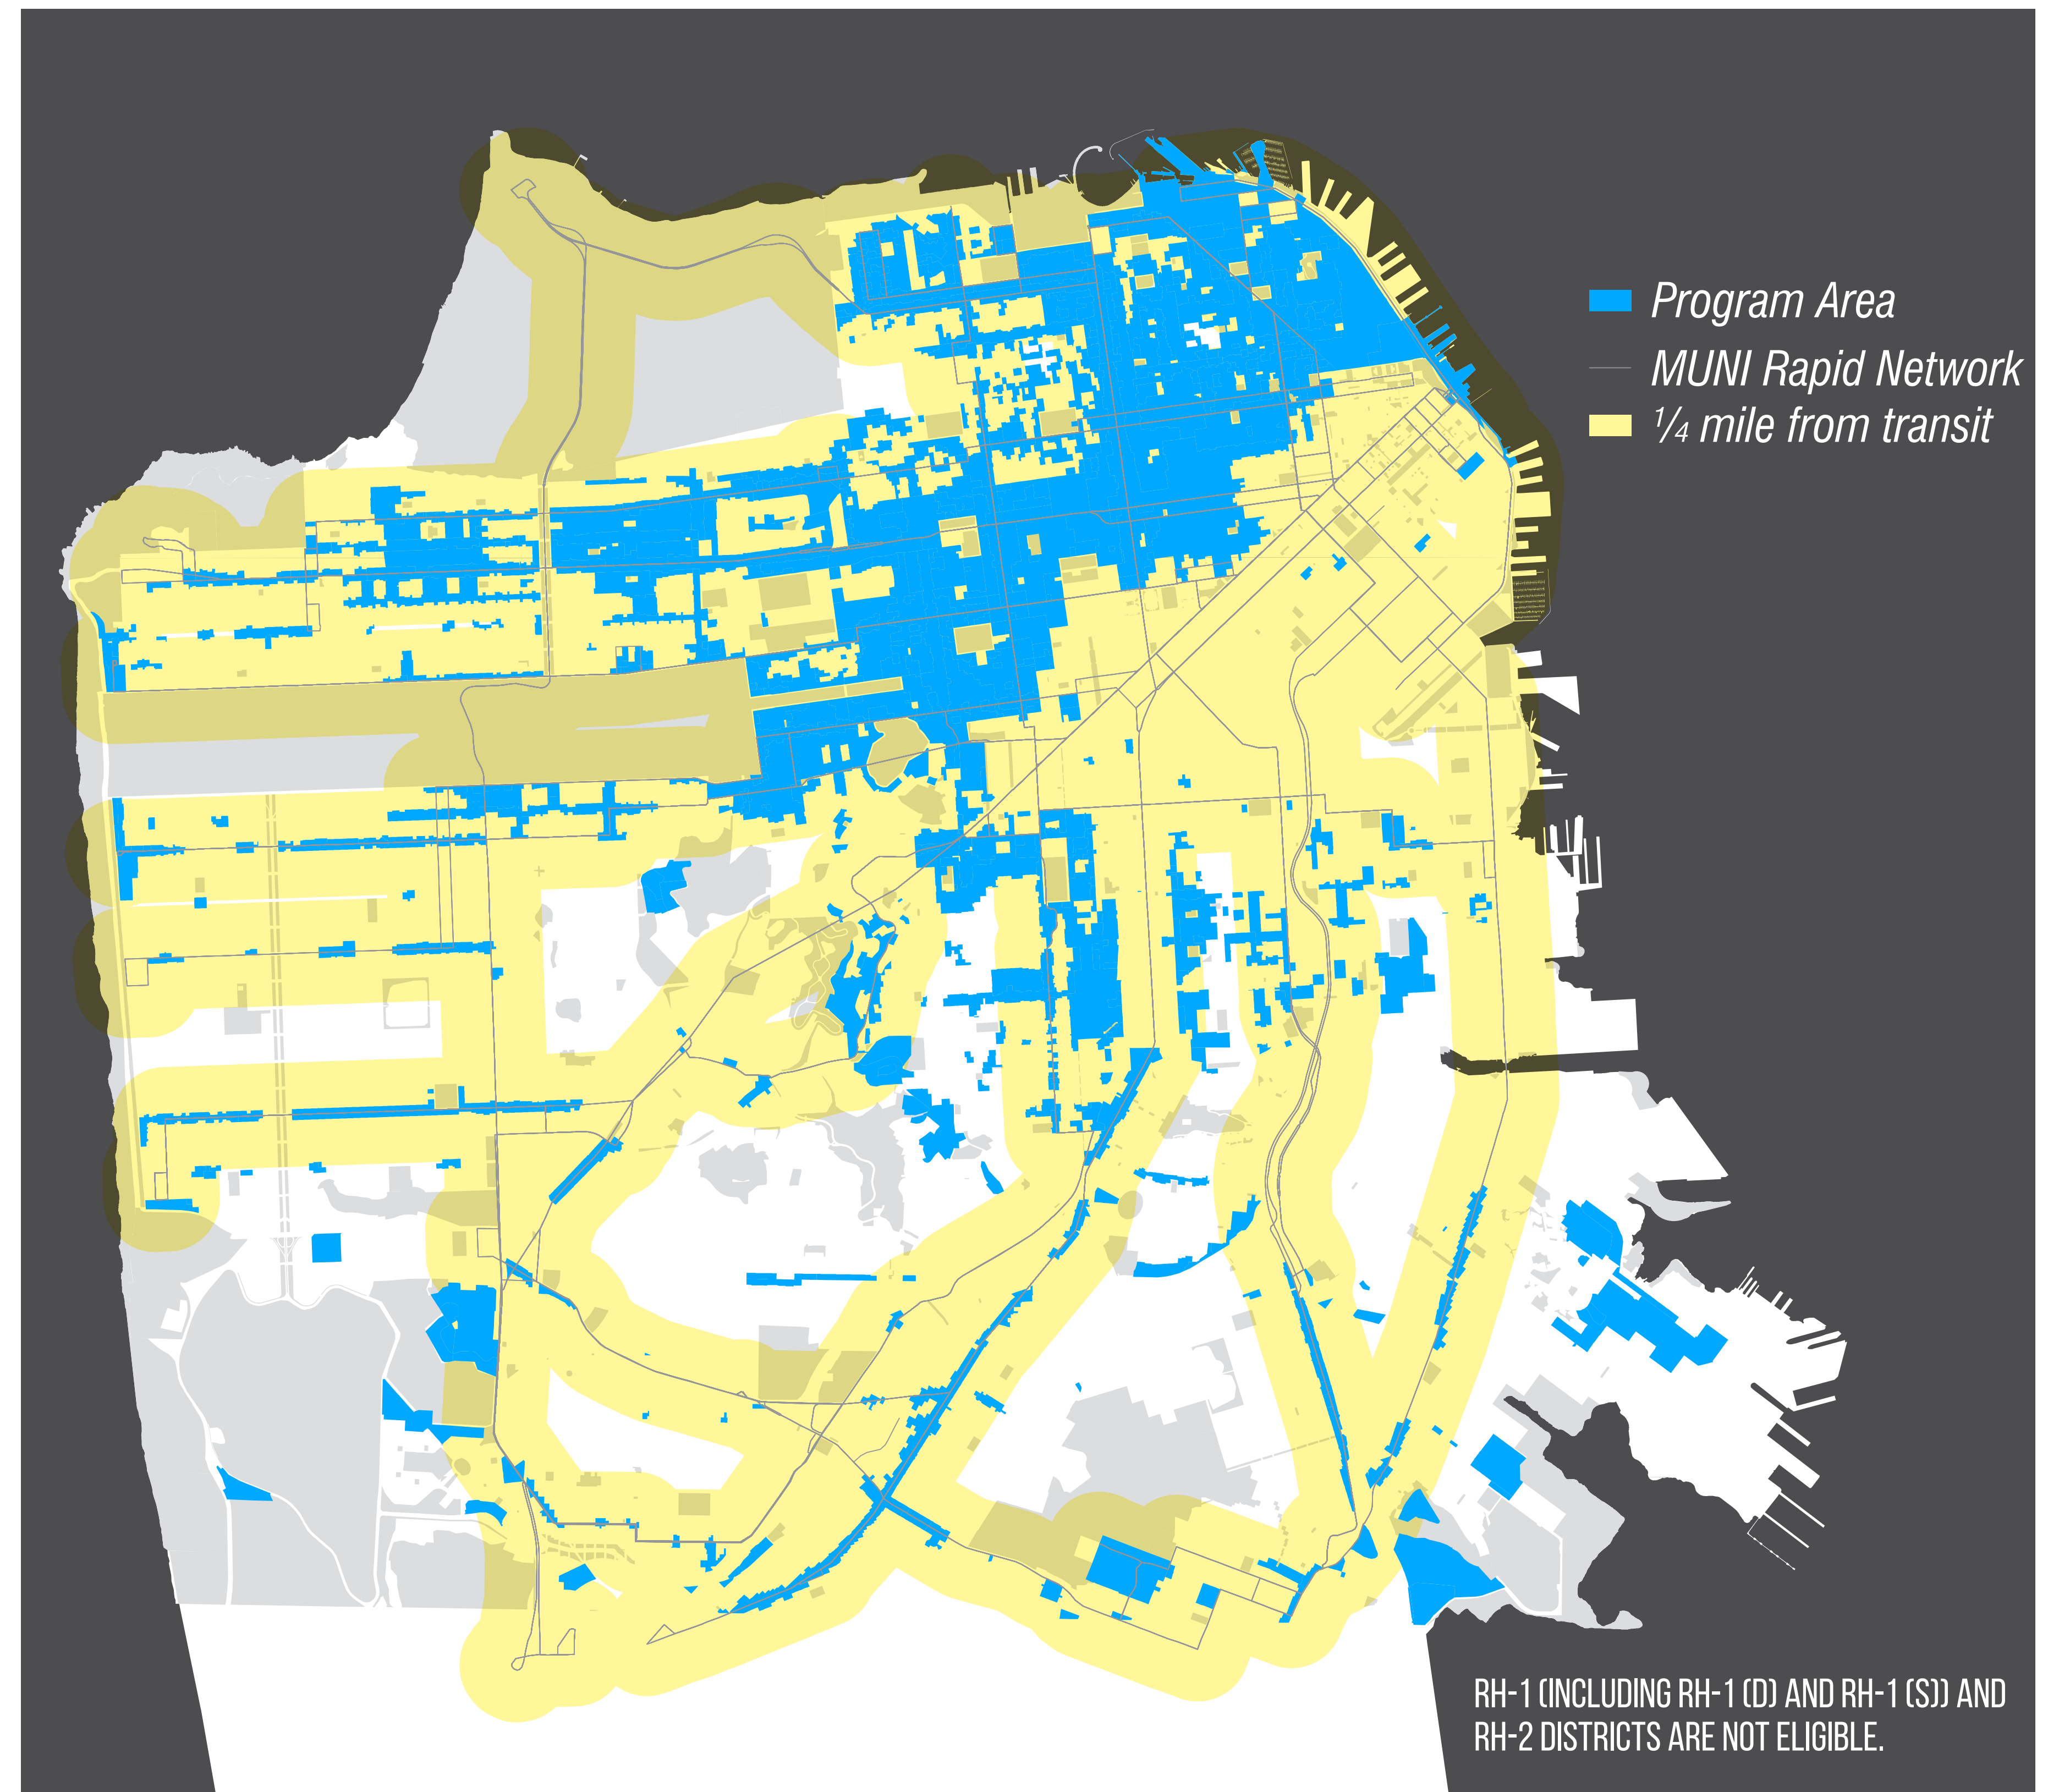 Program Area
MUNI Rapid Network
¼ mile from transit
RH-1 (INCLUDING RH-1 (D) AND RH-1 (S)) AND
RH-2 DISTRICTS ARE NOT ELIGIBLE.